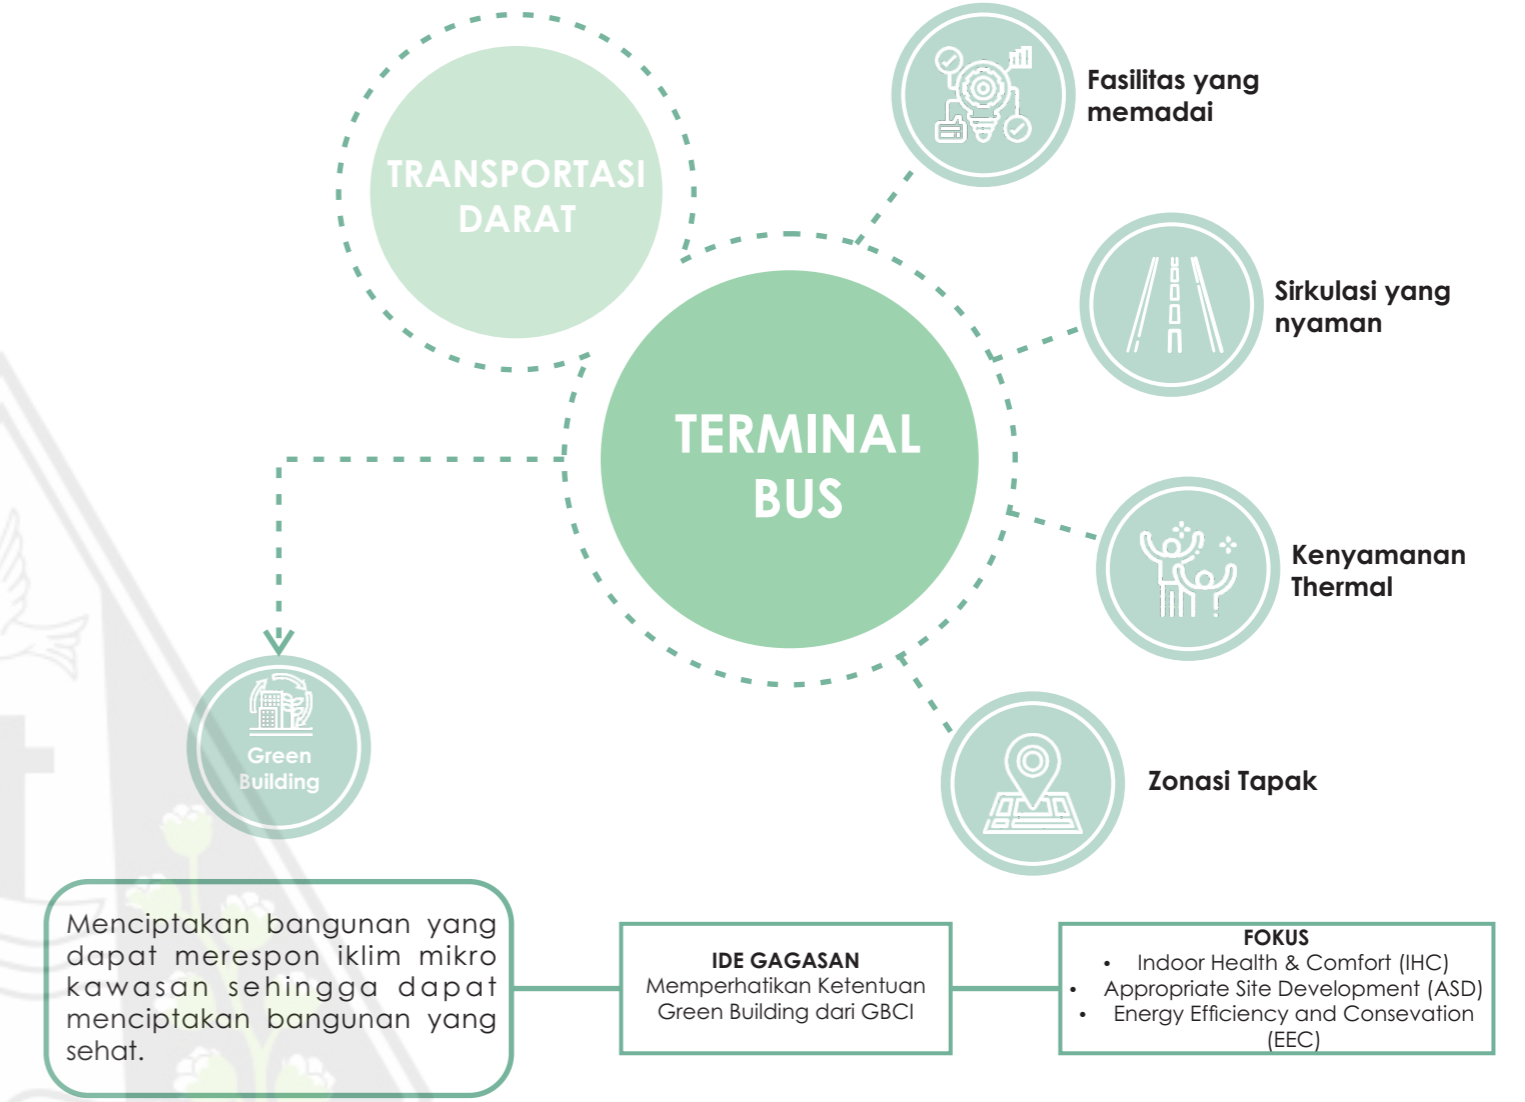 TRANSPORTASI
DARAT
TERMINAL
BUS
Fasilitas yang
memadai
Sirkulasi yang
nyaman
Kenyamanan
Thermal
Zonasi Tapak
Green
Building
Menciptakan bangunan yang
dapat merespon iklim mikro
kawasan sehingga dapat
menciptakan bangunan yang
sehat.
IDE GAGASAN
Memperhatikan Ketentuan
Green Building dari GBCI
FOKUS
• Indoor Health & Comfort (IHC)
• Appropriate Site Development (ASD)
• Energy Efficiency and Consevation
(EEC)